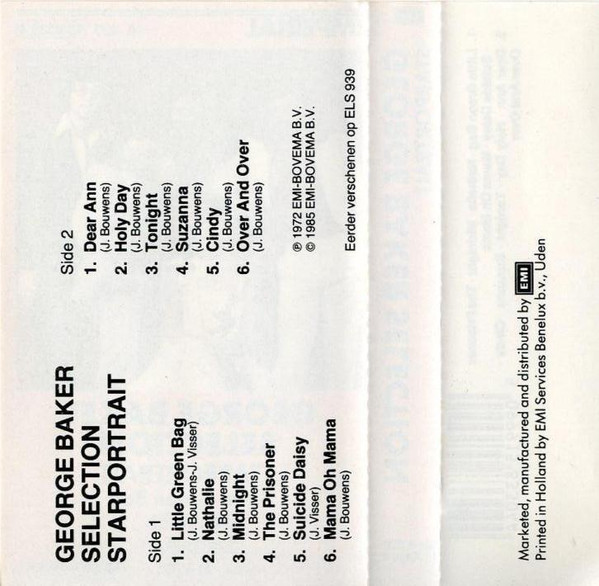 GEORGE BAKER
SELECTION
STARPORTRAIT
Side 1
1. Little Green Bag
(J. Bouwens-J. Visser)
2. Nathalie
(J. Bouwens)
3. Midnight
(J. Bouwens)
4. The Prisoner
(J. Bouwens)
5. Suicide Daisy
(J. Visser)
6. Mama Oh Mama
(J. Bouwens)
Side 2
1. Dear Ann
(J. Bouwens)
2. Holy Day
(J. Bouwens)
3. Tonight
(J. Bouwens)
4. Suzanna
(J. Bouwens)
5. Cindy
(J. Bouwens)
6. Over And Over
(J. Bouwens)
℗ 1972 EMI-BOVEMA B.V.
© 1985 EMI-BOVEMA B.V.
Eerder verschenen op ELS 939
Marketed, manufactured and distributed by EMI
Printed in Holland by EMI Services Benelux b.v., Uden